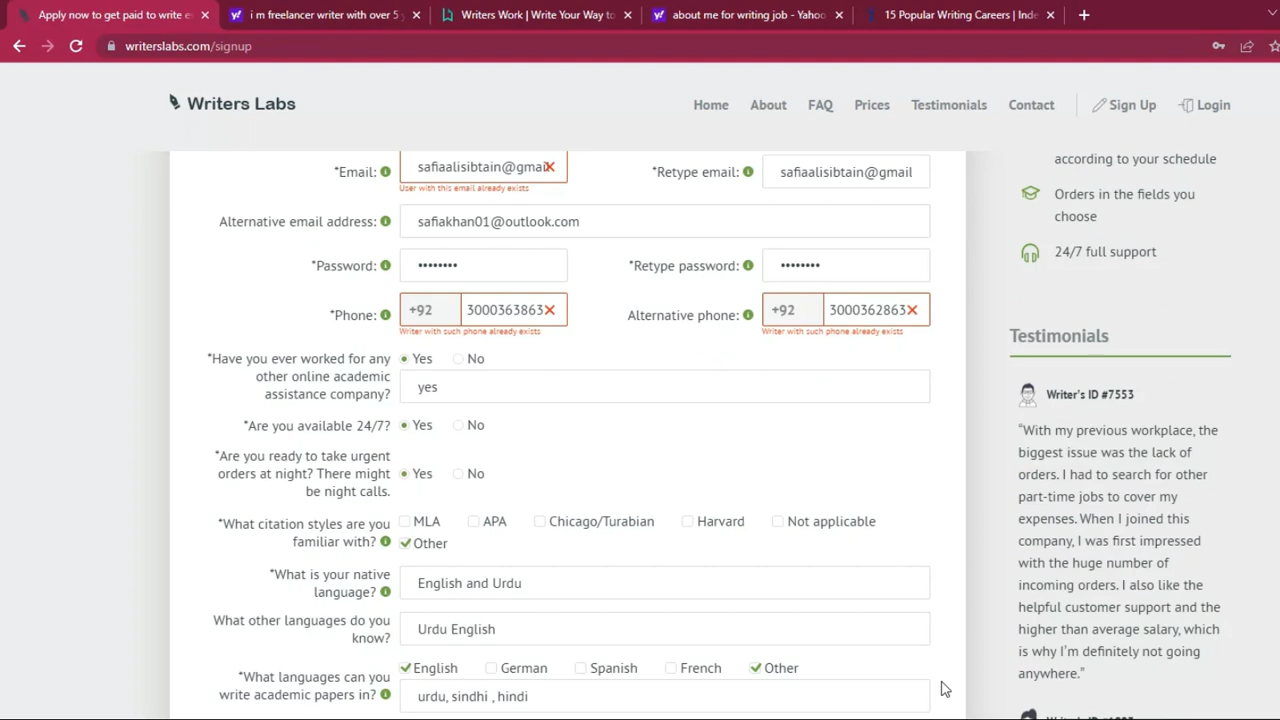 Apply now to get paid to write e
i m freelancer writer with over 5 y
Writers Work | Write Your Way to
about me for writing job - Yahoo
15 Popular Writing Careers | Inde
writerslabs.com/signup
Writers Labs
Home About FAQ Prices Testimonials Contact Sign Up Login
*Email: safiaalisibtain@gmail *Retype email: safiaalisibtain@gmail
User with this email already exists
Alternative email address: safiakhan01@outlook.com
*Password: •••••••• *Retype password: ••••••••
*Phone: +92 3000363863 Alternative phone: +92 3000362863
Writer with such phone already exists Writer with such phone already exists
*Have you ever worked for any Yes No
other online academic yes
assistance company?
*Are you available 24/7? Yes No
*Are you ready to take urgent
orders at night? There might Yes No
be night calls.
*What citation styles are you MLA APA Chicago/Turabian Harvard Not applicable
familiar with? Other
*What is your native English and Urdu
language?
What other languages do you Urdu English
know?
*What languages can you English German Spanish French Other
write academic papers in? urdu, sindhi , hindi
according to your schedule
Orders in the fields you
choose
24/7 full support
Testimonials
Writer's ID #7553
“With my previous workplace, the
biggest issue was the lack of
orders. I had to search for other
part-time jobs to cover my
expenses. When I joined this
company, I was first impressed
with the huge number of
incoming orders. I also like the
helpful customer support and the
higher than average salary, which
is why I’m definitely not going
anywhere.”